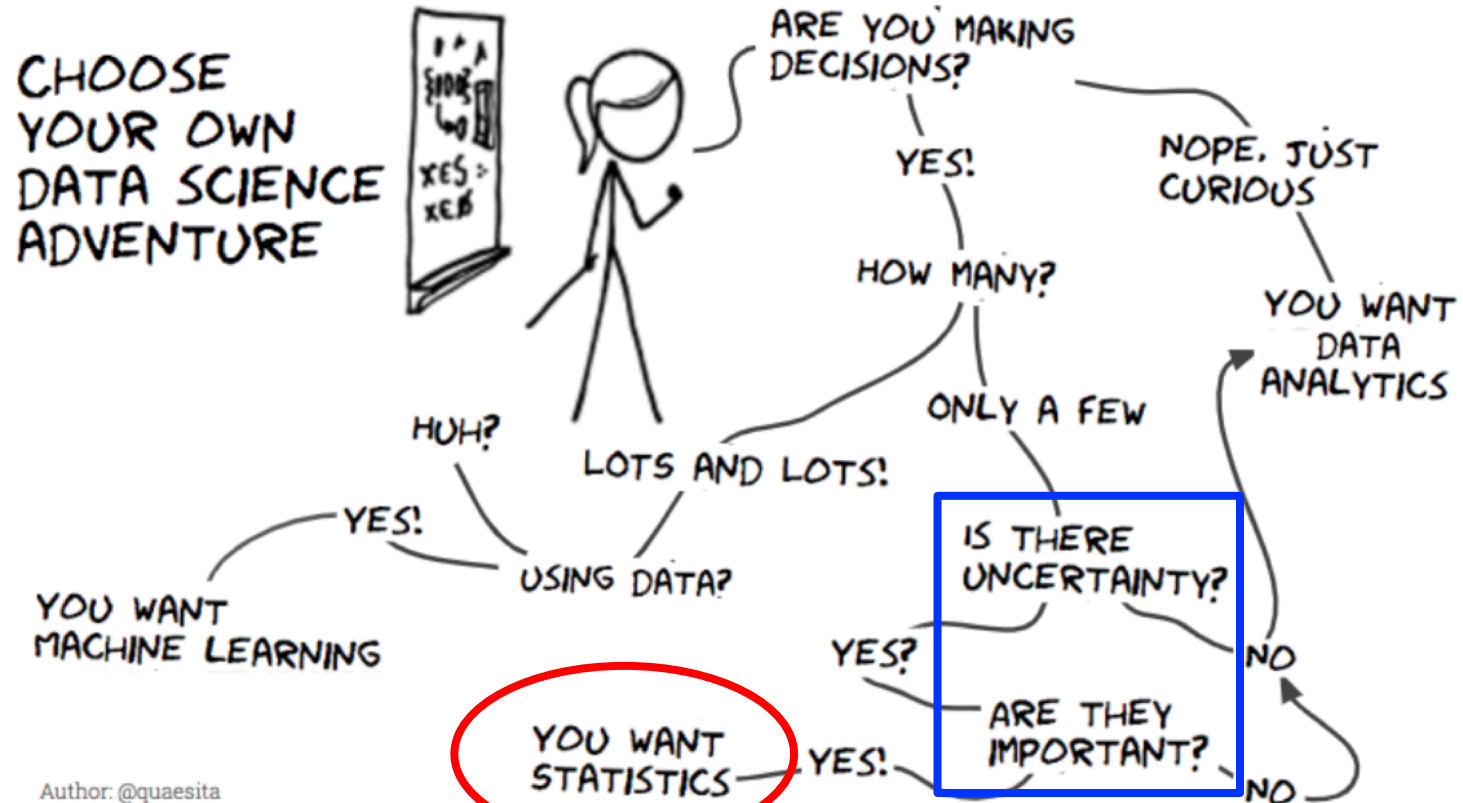 CHOOSE
YOUR OWN
DATA SCIENCE
ADVENTURE
ARE YOU MAKING
DECISIONS?
YES!
NOPE, JUST
CURIOUS
HOW MANY?
YOU WANT
DATA
ANALYTICS
ONLY A FEW
HUH?
LOTS AND LOTS!
YES!
USING DATA?
IS THERE
UNCERTAINTY?
YOU WANT
MACHINE LEARNING
YES?
NO
ARE THEY
IMPORTANT?
YOU WANT
STATISTICS
YES!
NO
Author: @quaesita